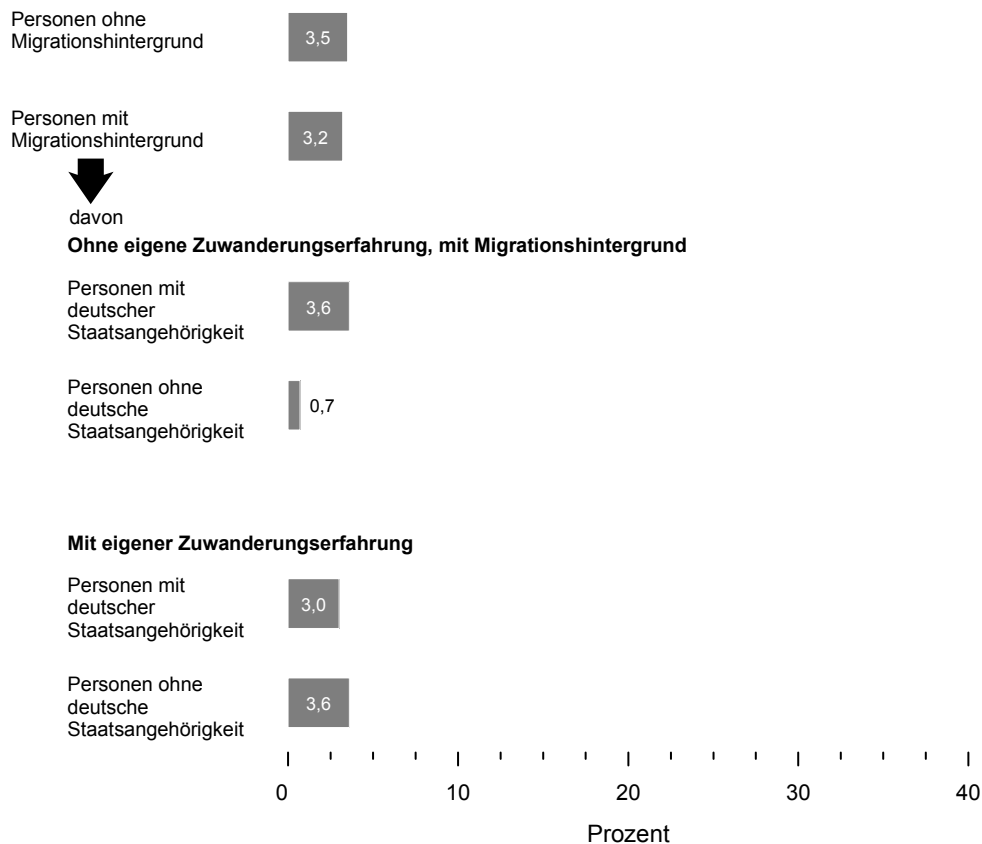 Personen ohne
Migrationshintergrund
3,5
Personen mit
Migrationshintergrund
3,2
davon
Ohne eigene Zuwanderungserfahrung, mit Migrationshintergrund
Personen mit
deutscher
Staatsangehörigkeit
3,6
Personen ohne
deutsche
Staatsangehörigkeit
0,7
Mit eigener Zuwanderungserfahrung
Personen mit
deutscher
Staatsangehörigkeit
3,0
Personen ohne
deutsche
Staatsangehörigkeit
3,6
0 10 20 30 40
Prozent